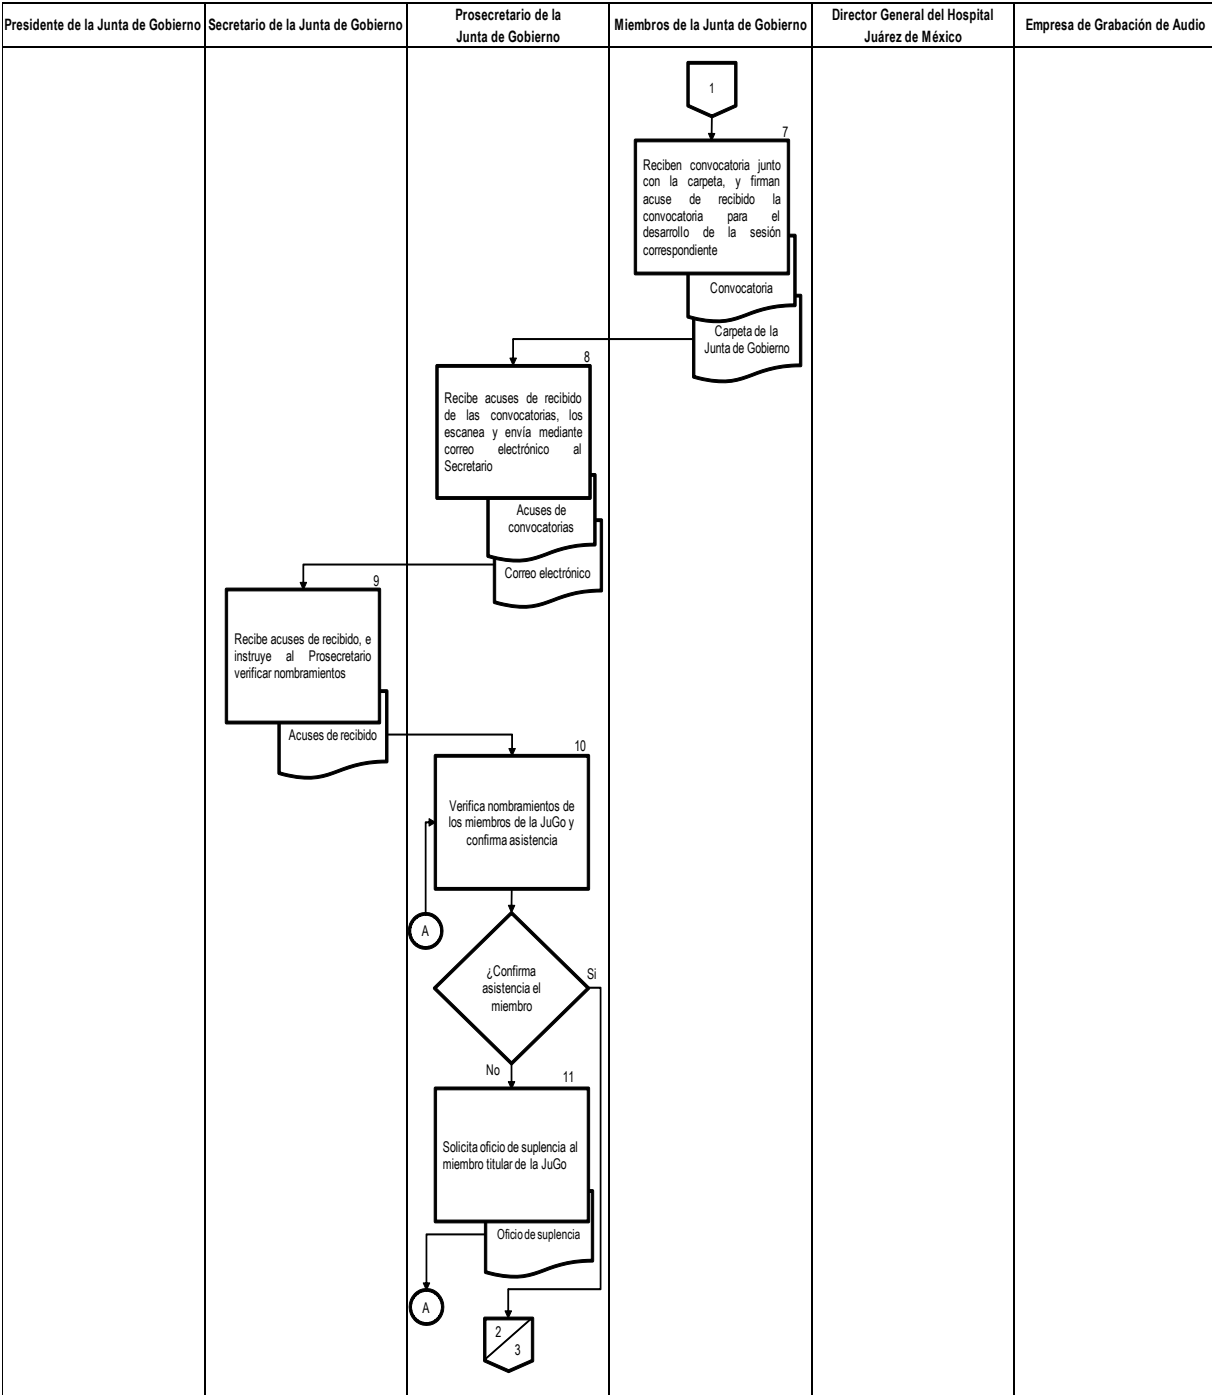 Presidente de la Junta de Gobierno
Secretario de la Junta de Gobierno
Prosecretario de la
Junta de Gobierno
Miembros de la Junta de Gobierno
Director General del Hospital
Juárez de México
Empresa de Grabación de Audio
1
7
Reciben convocatoria junto
con la carpeta, y firman
acuse de recibido la
convocatoria para el
desarrollo de la sesión
correspondiente
Convocatoria
Carpeta de la
Junta de Gobierno
8
Recibe acuses de recibido
de las convocatorias, los
escanea y envía mediante
correo electrónico al
Secretario
Acuses de
convocatorias
Correo electrónico
9
Recibe acuses de recibido, e
instruye al Prosecretario
verificar nombramientos
Acuses de recibido
10
Verifica nombramientos de
los miembros de la JuGo y
confirma asistencia
A
¿Confirma
asistencia el
miembro
Si
No
11
Solicita oficio de suplencia al
miembro titular de la JuGo
Oficio de suplencia
A
2
3